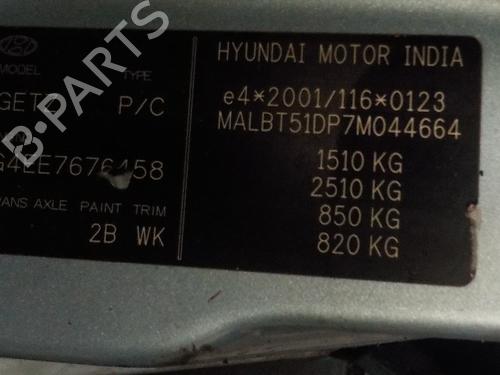 MODEL
TYPE
GETZ P/C
G4EE7676458
TRANS AXLE PAINT TRIM
2B WK
HYUNDAI MOTOR INDIA
e4*2001/116*0123
MALBT51DP7M044664
1510 KG
2510 KG
850 KG
820 KG